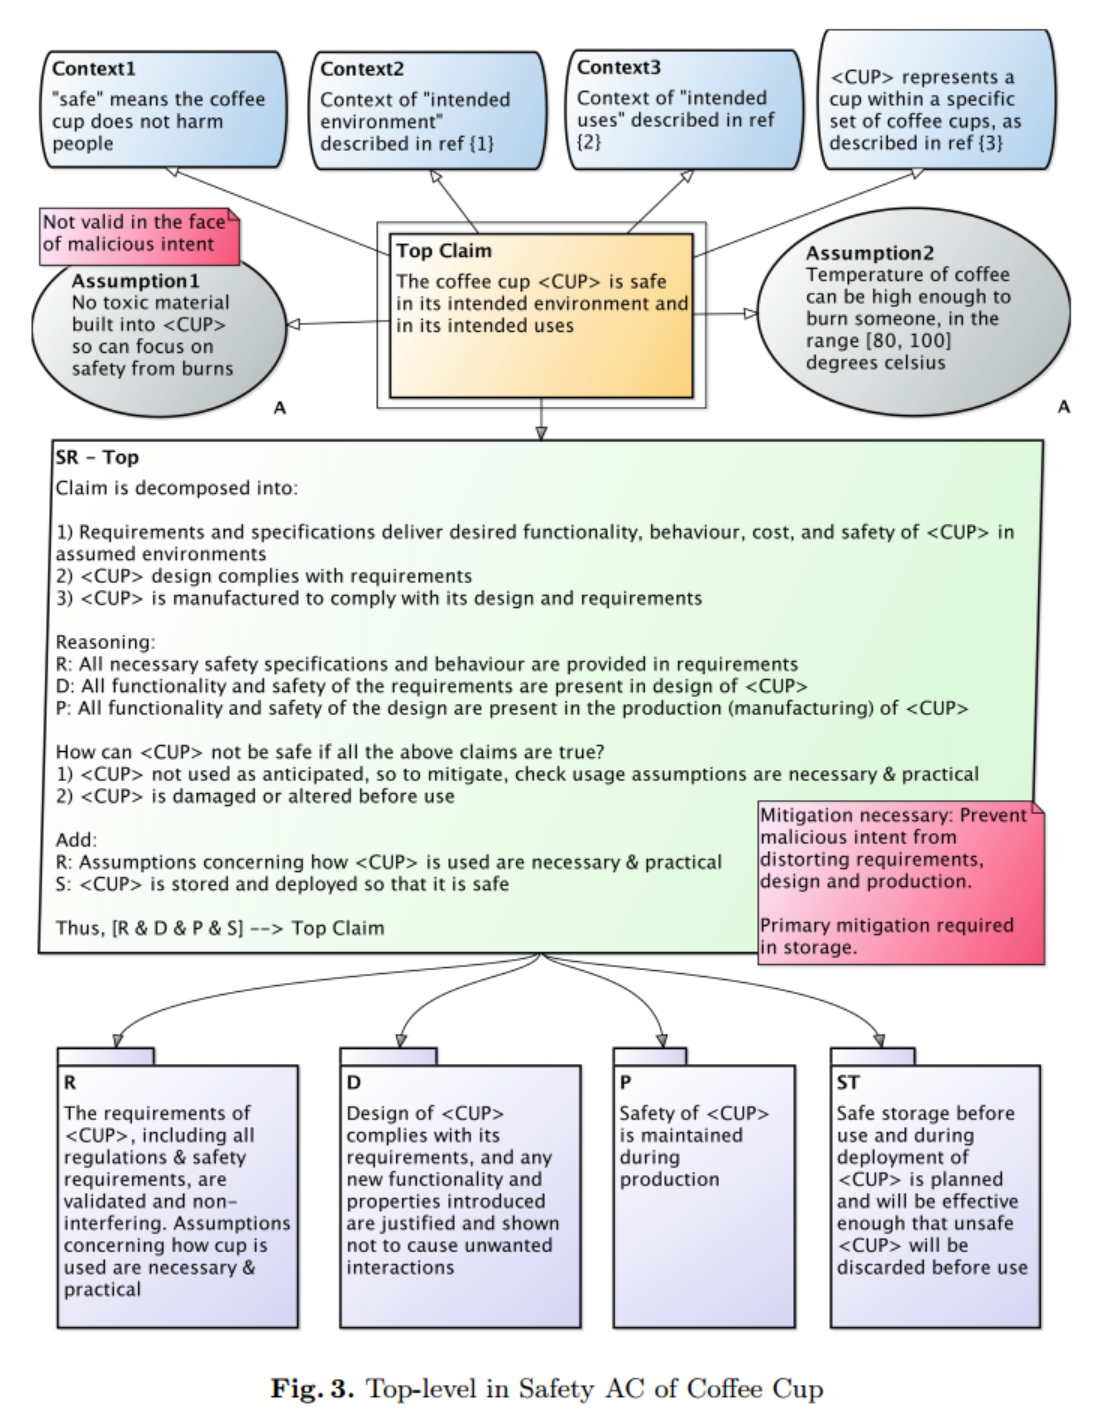 Context1
"safe" means the coffee
cup does not harm
people
Context2
Context of "intended
environment"
described in ref {1}
Context3
Context of "intended
uses" described in ref
{2}
<CUP> represents a
cup within a specific
set of coffee cups, as
described in ref {3}
Not valid in the face
of malicious intent
Assumption1
No toxic material
built into <CUP>
so can focus on
safety from burns
A
Top Claim
The coffee cup <CUP> is safe
in its intended environment and
in its intended uses
Assumption2
Temperature of coffee
can be high enough to
burn someone, in the
range [80, 100]
degrees celsius
A
SR – Top
Claim is decomposed into:
1) Requirements and specifications deliver desired functionality, behaviour, cost, and safety of <CUP> in
assumed environments
2) <CUP> design complies with requirements
3) <CUP> is manufactured to comply with its design and requirements
Reasoning:
R: All necessary safety specifications and behaviour are provided in requirements
D: All functionality and safety of the requirements are present in design of <CUP>
P: All functionality and safety of the design are present in the production (manufacturing) of <CUP>
How can <CUP> not be safe if all the above claims are true?
1) <CUP> not used as anticipated, so to mitigate, check usage assumptions are necessary & practical
2) <CUP> is damaged or altered before use
Add:
R: Assumptions concerning how <CUP> is used are necessary & practical
S: <CUP> is stored and deployed so that it is safe
Thus, [R & D & P & S] --> Top Claim
Mitigation necessary: Prevent
malicious intent from
distorting requirements,
design and production.
Primary mitigation required
in storage.
R
The requirements of
<CUP>, including all
regulations & safety
requirements, are
validated and non-
interfering. Assumptions
concerning how cup is
used are necessary &
practical
D
Design of <CUP>
complies with its
requirements, and any
new functionality and
properties introduced
are justified and shown
not to cause unwanted
interactions
P
Safety of <CUP>
is maintained
during
production
ST
Safe storage before
use and during
deployment of
<CUP> is planned
and will be effective
enough that unsafe
<CUP> will be
discarded before use
Fig. 3. Top-level in Safety AC of Coffee Cup